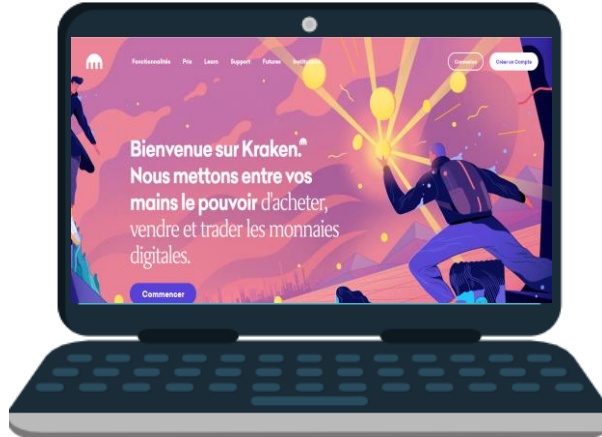 Fonctionnalités Prix Learn Support Futures Institutions
Connexion Créer un Compte
Bienvenue sur Kraken.
Nous mettons entre vos
mains le pouvoir d'acheter,
vendre et trader les monnaies
digitales.
Commencer